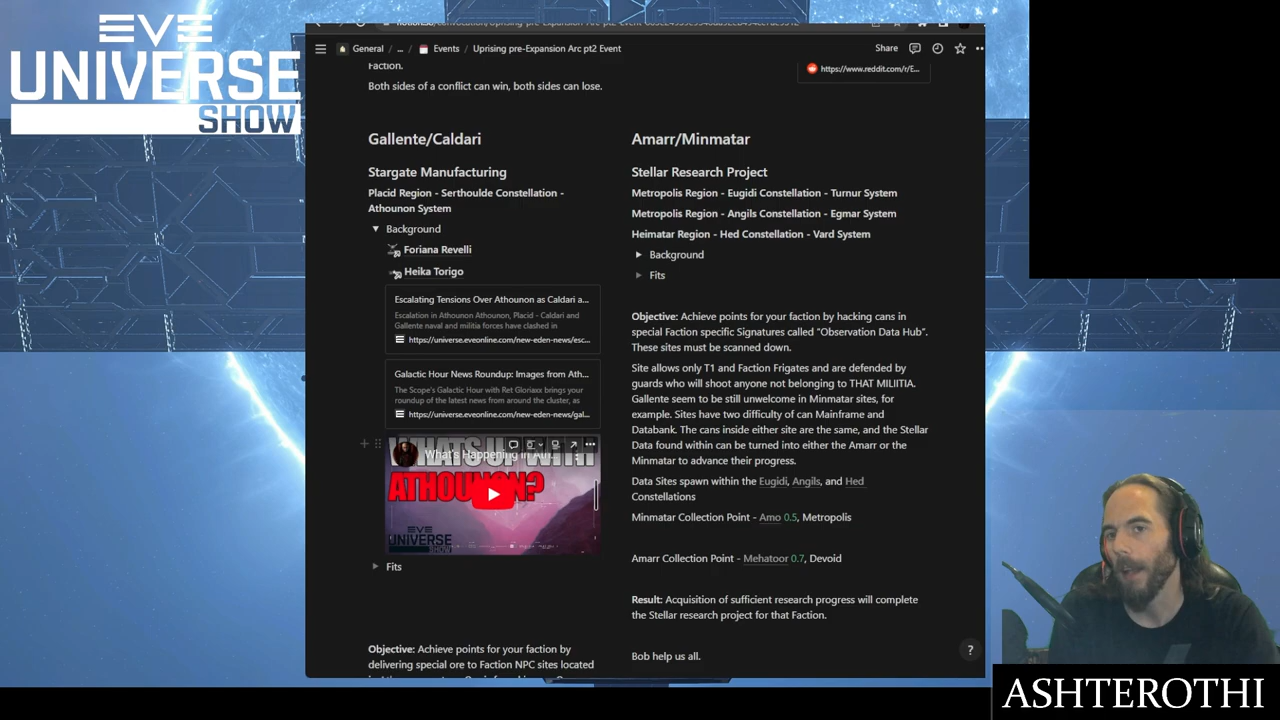 EVE
UNIVERSE
SHOW
General / ... / Events / Uprising pre-Expansion Arc pt2 Event
Share
Faction.
Both sides of a conflict can win, both sides can lose.
https://www.reddit.com/r/E...
Gallente/Caldari
Stargate Manufacturing
Placid Region - Serthoulde Constellation -
Athounon System
Background
Foriana Revelli
Heika Torigo
Escalating Tensions Over Athounon as Caldari a...
Escalation in Athounon Athounon, Placid - Caldari and
Gallente naval and militia forces have clashed in
https://universe.eveonline.com/new-eden-news/esc...
Galactic Hour News Roundup: Images from Ath...
The Scope's Galactic Hour with Ret Gloriaxx brings your
roundup of the latest news from around the cluster, as
https://universe.eveonline.com/new-eden-news/gal...
WHATS UP WITH
What's Happening in Ath...
ATHOUNON?
EVE
UNIVERSE
Fits
Objective: Achieve points for your faction by
delivering special ore to Faction NPC sites located
Amarr/Minmatar
Stellar Research Project
Metropolis Region - Eugidi Constellation - Turnur System
Metropolis Region - Angils Constellation - Egmar System
Heimatar Region - Hed Constellation - Vard System
Background
Fits
Objective: Achieve points for your faction by hacking cans in
special Faction specific Signatures called "Observation Data Hub".
These sites must be scanned down.
Site allows only T1 and Faction Frigates and are defended by
guards who will shoot anyone not belonging to THAT MILIITIA.
Gallente seem to be still unwelcome in Minmatar sites, for
example. Sites have two difficulty of can Mainframe and
Databank. The cans inside either site are the same, and the Stellar
Data found within can be turned into either the Amarr or the
Minmatar to advance their progress.
Data Sites spawn within the Eugidi, Angils, and Hed
Constellations
Minmatar Collection Point - Amo 0.5, Metropolis
Amarr Collection Point - Mehatoor 0.7, Devoid
Result: Acquisition of sufficient research progress will complete
the Stellar research project for that Faction.
Bob help us all.
?
ASHTEROTHI